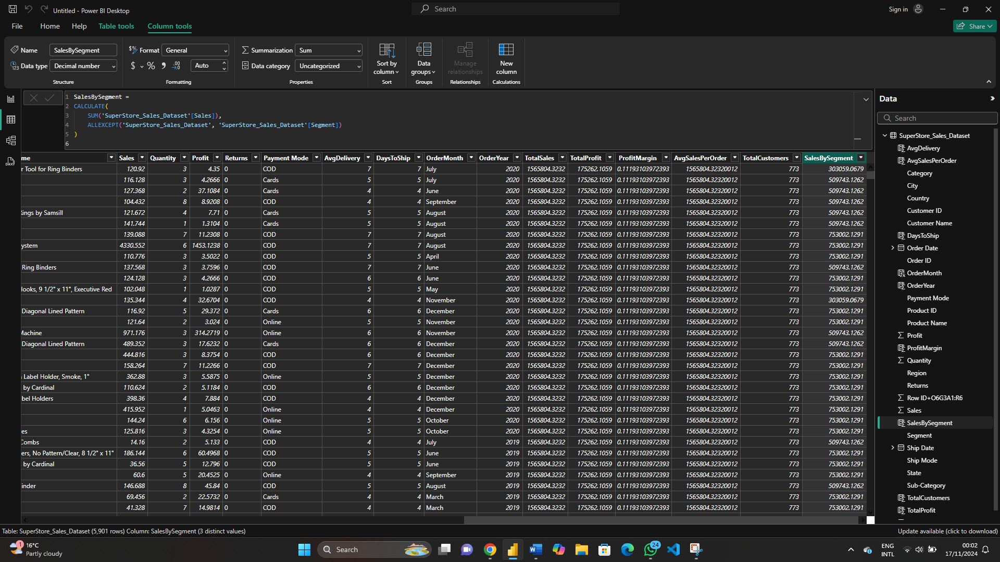 Untitled - Power BI Desktop
Search
Sign in
File Home Help Table tools Column tools
Share
Name SalesBySegment
Format General
Summarization Sum
Data type Decimal number
$ % , Auto
Data category Uncategorized
Sort by column
Data groups
Manage relationships
New column
Structure Formatting Properties Sort Groups Relationships Calculations
1 SalesBySegment =
2 CALCULATE(
3 SUM('SuperStore_Sales_Dataset'[Sales]),
4 ALLEXCEPT('SuperStore_Sales_Dataset', 'SuperStore_Sales_Dataset'[Segment])
5 )
6
me Sales Quantity Profit Returns Payment Mode AvgDelivery DaysToShip OrderMonth OrderYear TotalSales TotalProfit ProfitMargin AvgSalesPerOrder TotalCustomers SalesBySegment
r Tool for Ring Binders 120.92 3 4.35 0 COD 7 7 July 2020 1565804.3232 175262.1059 0.11193103972393 1565804.32320012 773 303059.0679
116.128 3 4.2666 0 Cards 5 5 July 2020 1565804.3232 175262.1059 0.11193103972393 1565804.32320012 773 509743.1262
127.368 2 37.1084 0 Cards 4 4 June 2020 1565804.3232 175262.1059 0.11193103972393 1565804.32320012 773 509743.1262
104.432 8 8.9208 0 COD 4 4 September 2020 1565804.3232 175262.1059 0.11193103972393 1565804.32320012 773 509743.1262
Rings by Samsill 121.672 4 7.71 0 Cards 5 5 August 2020 1565804.3232 175262.1059 0.11193103972393 1565804.32320012 773 509743.1262
141.744 1 1.3104 0 Cards 5 5 August 2020 1565804.3232 175262.1059 0.11193103972393 1565804.32320012 773 509743.1262
139.088 7 11.2308 0 COD 7 7 August 2020 1565804.3232 175262.1059 0.11193103972393 1565804.32320012 773 753002.1291
ystem 4330.552 6 1453.1238 0 COD 7 7 August 2020 1565804.3232 175262.1059 0.11193103972393 1565804.32320012 773 753002.1291
110.776 3 3.5022 0 COD 5 5 April 2020 1565804.3232 175262.1059 0.11193103972393 1565804.32320012 773 753002.1291
Ring Binders 137.568 3 3.7596 0 COD 7 7 June 2020 1565804.3232 175262.1059 0.11193103972393 1565804.32320012 773 509743.1262
124.128 3 4.2666 0 COD 6 6 June 2020 1565804.3232 175262.1059 0.11193103972393 1565804.32320012 773 753002.1291
Hooks, 9 1/2" x 11", Executive Red 102.048 1 1.0287 0 COD 5 5 May 2020 1565804.3232 175262.1059 0.11193103972393 1565804.32320012 773 753002.1291
135.344 4 32.6704 0 COD 4 4 November 2020 1565804.3232 175262.1059 0.11193103972393 1565804.32320012 773 303059.0679
Diagonal Lined Pattern 116.92 5 29.372 0 Cards 6 6 December 2020 1565804.3232 175262.1059 0.11193103972393 1565804.32320012 773 753002.1291
121.64 2 3.024 0 Online 5 5 November 2020 1565804.3232 175262.1059 0.11193103972393 1565804.32320012 773 753002.1291
Machine 971.176 3 314.2719 0 Online 6 6 November 2020 1565804.3232 175262.1059 0.11193103972393 1565804.32320012 773 509743.1262
Diagonal Lined Pattern 489.352 3 17.6232 0 Cards 6 6 December 2020 1565804.3232 175262.1059 0.11193103972393 1565804.32320012 773 509743.1262
444.816 3 8.3754 0 COD 6 6 December 2020 1565804.3232 175262.1059 0.11193103972393 1565804.32320012 773 753002.1291
158.264 7 11.2266 0 COD 7 7 December 2020 1565804.3232 175262.1059 0.11193103972393 1565804.32320012 773 753002.1291
Label Holder, Smoke, 1" 362.88 3 5.5875 0 Online 5 5 December 2020 1565804.3232 175262.1059 0.11193103972393 1565804.32320012 773 753002.1291
by Cardinal 110.624 2 5.1184 0 COD 6 6 December 2020 1565804.3232 175262.1059 0.11193103972393 1565804.32320012 773 753002.1291
bel Holders 398.36 4 7.884 0 COD 4 4 December 2020 1565804.3232 175262.1059 0.11193103972393 1565804.32320012 773 753002.1291
415.952 1 5.0463 0 Online 4 4 December 2020 1565804.3232 175262.1059 0.11193103972393 1565804.32320012 773 753002.1291
144.24 6 6.156 0 Online 5 5 October 2020 1565804.3232 175262.1059 0.11193103972393 1565804.32320012 773 753002.1291
es 125.816 3 4.3254 0 Online 5 5 October 2020 1565804.3232 175262.1059 0.11193103972393 1565804.32320012 773 753002.1291
Combs 14.16 2 5.133 0 COD 4 4 July 2019 1565804.3232 175262.1059 0.11193103972393 1565804.32320012 773 509743.1262
ers, No Pattern/Clear, 8 1/2" x 11" 186.144 6 60.4968 0 COD 5 5 June 2019 1565804.3232 175262.1059 0.11193103972393 1565804.32320012 773 753002.1291
by Cardinal 36.56 5 12.796 0 COD 5 5 June 2019 1565804.3232 175262.1059 0.11193103972393 1565804.32320012 773 753002.1291
60.6 5 20.4525 0 Online 4 4 September 2019 1565804.3232 175262.1059 0.11193103972393 1565804.32320012 773 753002.1291
inder 146.688 8 45.84 0 COD 5 5 August 2019 1565804.3232 175262.1059 0.11193103972393 1565804.32320012 773 509743.1262
69.456 2 22.5732 0 Cards 4 4 March 2019 1565804.3232 175262.1059 0.11193103972393 1565804.32320012 773 753002.1291
41.328 7 14.9814 0 COD 4 4 March 2019 1565804.3232 175262.1059 0.11193103972393 1565804.32320012 773 753002.1291
Data
Search
SuperStore_Sales_Dataset
AvgDelivery
AvgSalesPerOrder
Category
City
Country
Customer ID
Customer Name
DaysToShip
Order Date
Order ID
OrderMonth
OrderYear
Payment Mode
Product ID
Product Name
Profit
ProfitMargin
Quantity
Region
Returns
Row ID+O6G3A1:R6
Sales
SalesBySegment
Segment
Ship Date
Ship Mode
State
Sub-Category
TotalCustomers
TotalProfit
Table: SuperStore_Sales_Dataset (5,901 rows) Column: SalesBySegment (3 distinct values)
Update available (click to download)
1
16°C
Partly cloudy
Search
24
ENG
INTL
00:02
17/11/2024